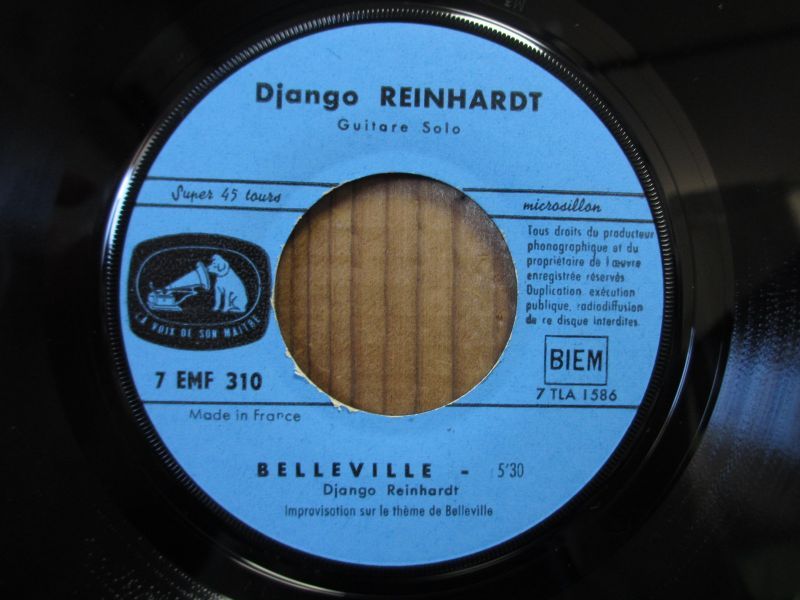 Django REINHARDT
Guitare Solo
Super 45 tours
microsillon
Tous droits du producteur
phonographique et du
propriétaire de l'œuvre
enregistrée réservés.
Duplication, exécution
publique, radiodiffusion
de ce disque interdites.
LA VOIX DE SON MAITRE
BIEM
7 EMF 310
7 TLA 1586
Made in France
BELLEVILLE - 5'30
Django Reinhardt
Improvisation sur le thème de Belleville